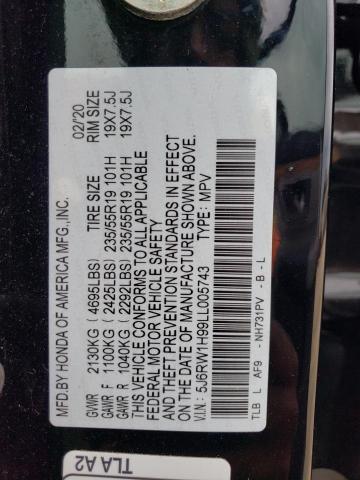 MFD.BY HONDA OF AMERICA MFG.,INC. 02/20
TIRE SIZE RIM SIZE
GVWR 2130KG (4695LBS)
GAWR F 1100KG (2425LBS) 235/55R19 101H 19X7.5J
GAWR R 1040KG (2292LBS) 235/55R19 101H 19X7.5J
THIS VEHICLE CONFORMS TO ALL APPLICABLE
FEDERAL MOTOR VEHICLE SAFETY
AND THEFT PREVENTION STANDARDS IN EFFECT
ON THE DATE OF MANUFACTURE SHOWN ABOVE.
V.I.N.: 5J6RW1H99LL005743 TYPE: MPV
TLB L AF9 - NH731PV - B - L
TLA A2